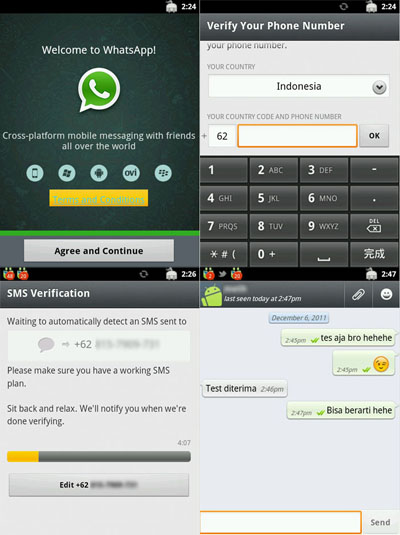 2:24
Welcome to WhatsApp!
Cross-platform mobile messaging with friends
all over the world
ovi
Terms and Conditions
Agree and Continue
2:24
Verify Your Phone Number
your phone number.
YOUR COUNTRY
Indonesia
YOUR COUNTRY CODE AND PHONE NUMBER
+ 62 OK
1 2 ABC 3 DEF -
4 GHI 5 JKL 6 MNO .
7 PQRS 8 TUV 9 WXYZ DEL
* # ( 0 + 完成
48 20 2:26
SMS Verification
Waiting to automatically detect an SMS sent to
+62
Please make sure you have a working SMS
plan.
Sit back and relax. We'll notify you when we're
done verifying.
4:07
Edit +62
2 20 2:47
last seen today at 2:47pm
December 6, 2011
2:45pm tes aja bro hehehe
2:45pm
Test diterima 2:46pm
2:47pm Bisa berarti hehe
Send